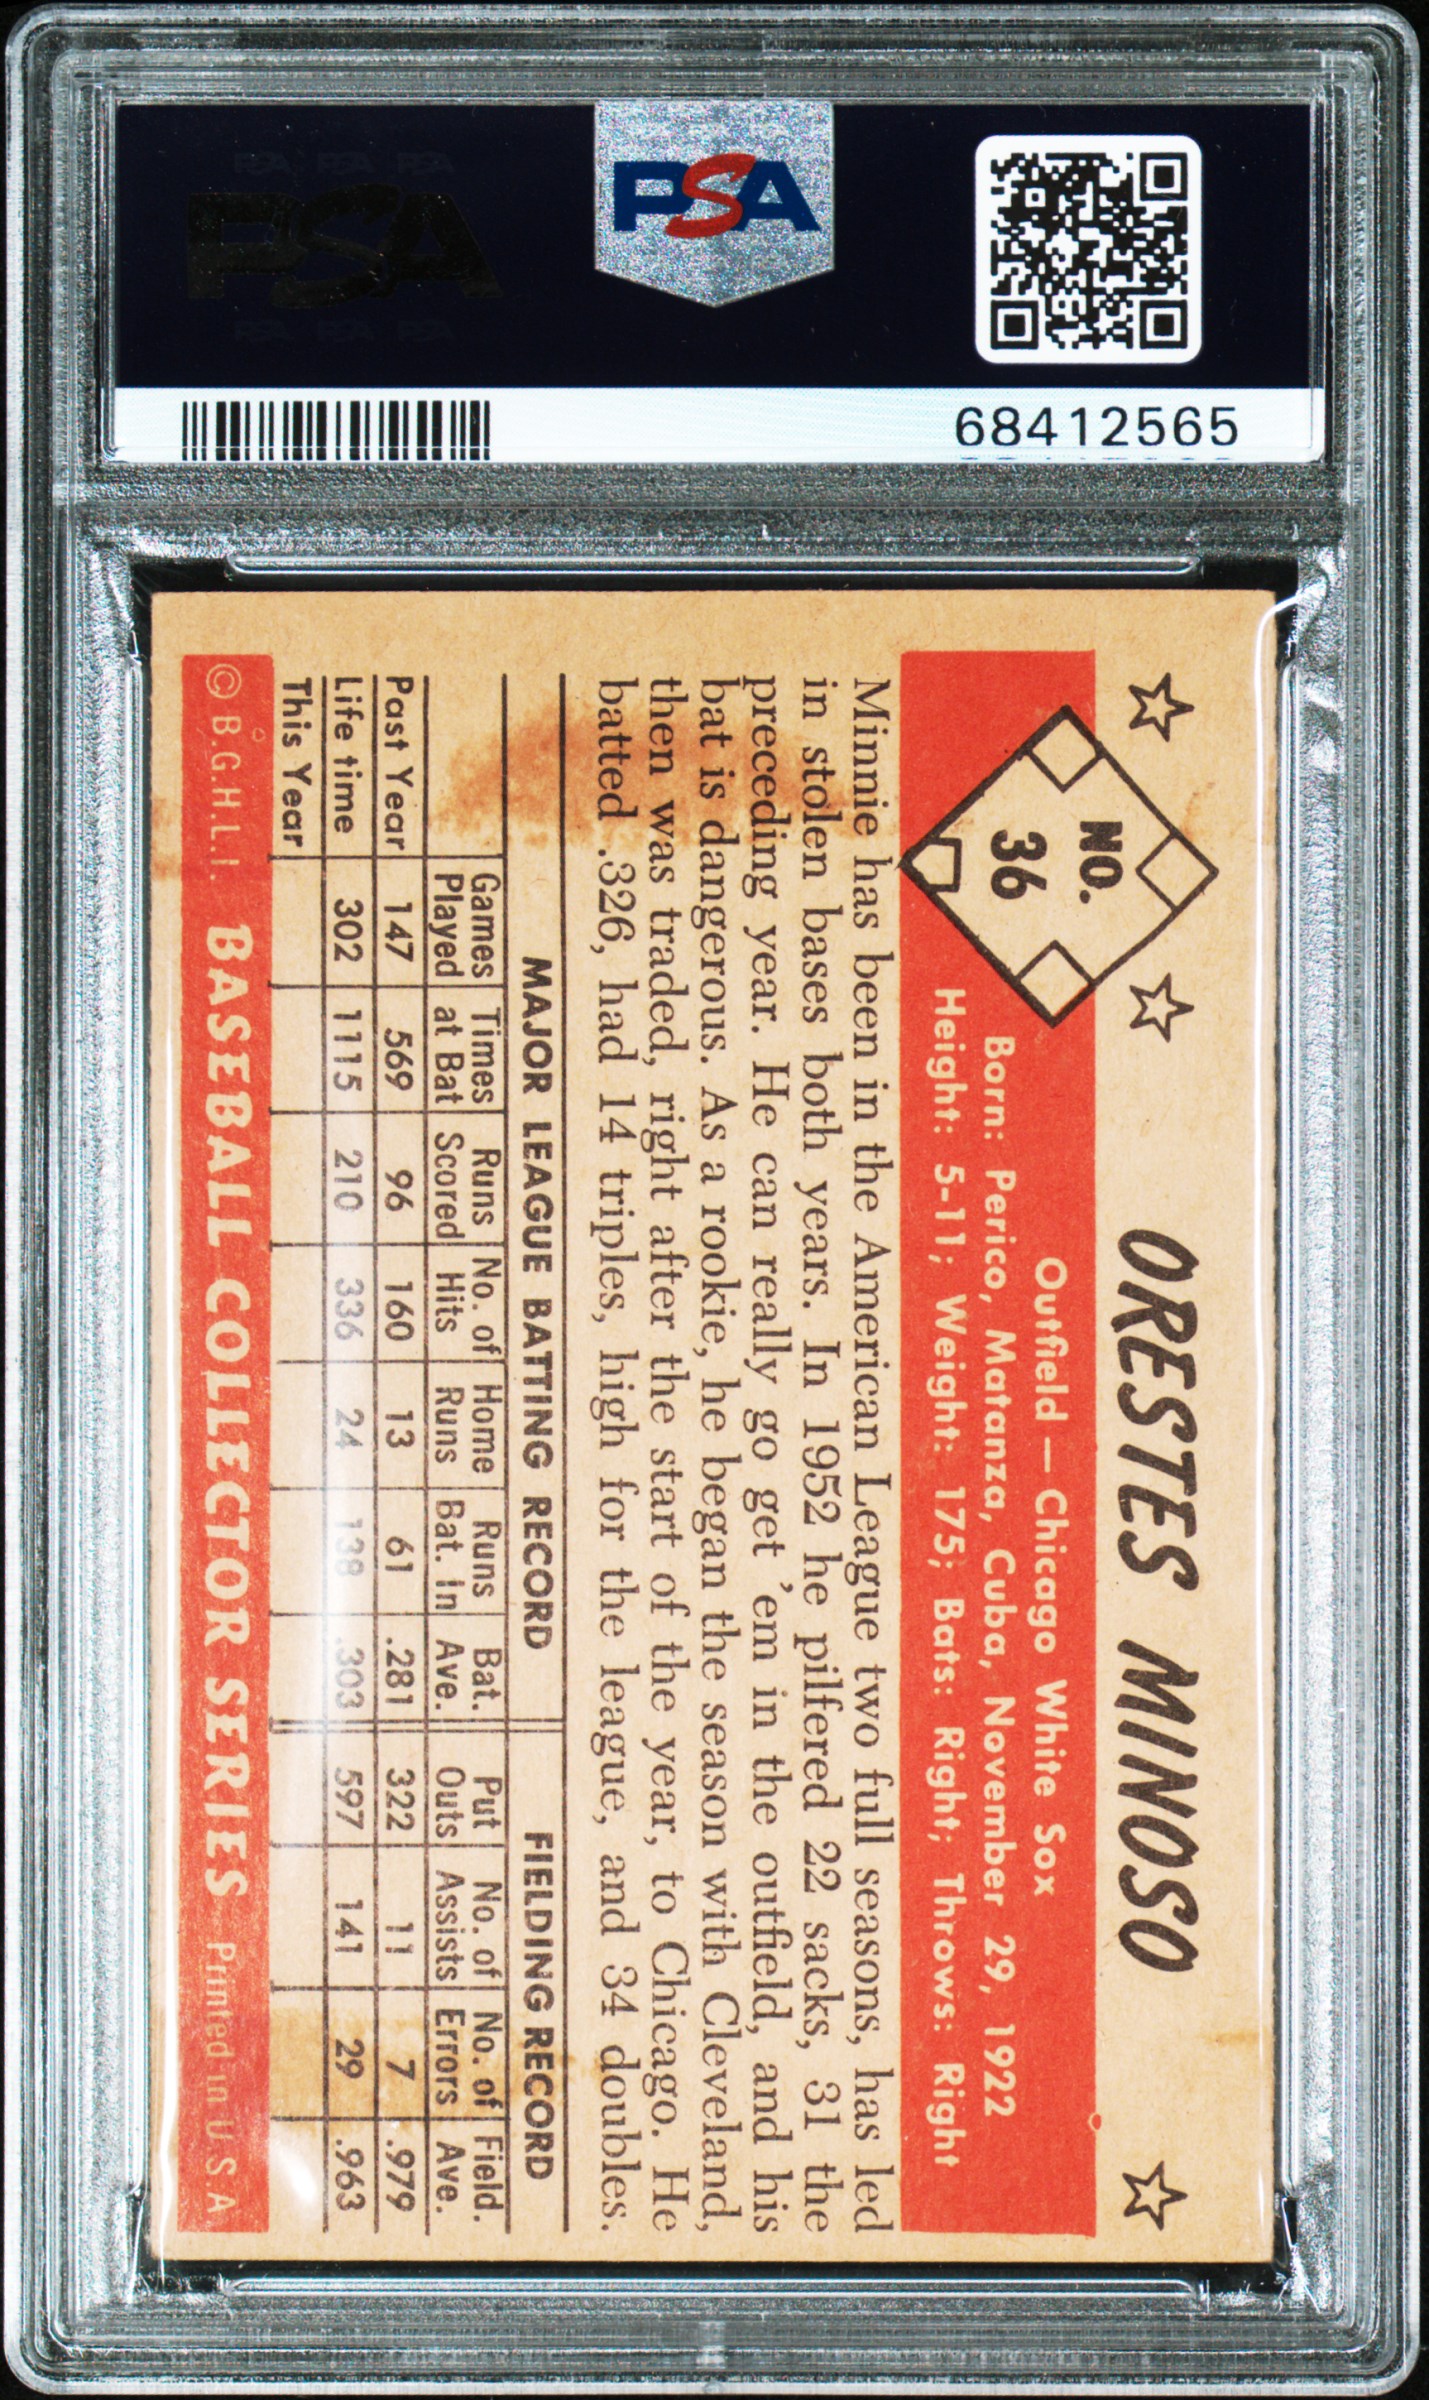 PSA
PSA
68412565
NO.
36
ORESTES MINOSO
Outfield — Chicago White Sox
Born: Perico, Matanza, Cuba, November 29, 1922
Height: 5-11; Weight: 175; Bats: Right; Throws: Right
Minnie has been in the American League two full seasons, has led
in stolen bases both years. In 1952 he pilfered 22 sacks, 31 the
preceding year. He can really go get 'em in the outfield, and his
bat is dangerous. As a rookie, he began the season with Cleveland,
then was traded, right after the start of the year, to Chicago. He
batted .326, had 14 triples, high for the league, and 34 doubles.
MAJOR LEAGUE BATTING RECORD FIELDING RECORD
Games Times Runs No. of Home Runs Bat. Put No. of No. of Field.
Played at Bat Scored Hits Runs Bat. In Ave. Outs Assists Errors Ave.
Past Year 147 569 96 160 13 61 .281 322 11 7 .979
Life time 302 1115 210 336 24 138 .303 597 141 29 .963
This Year
© B.G.H.L.I. BASEBALL COLLECTOR SERIES Printed in U.S.A